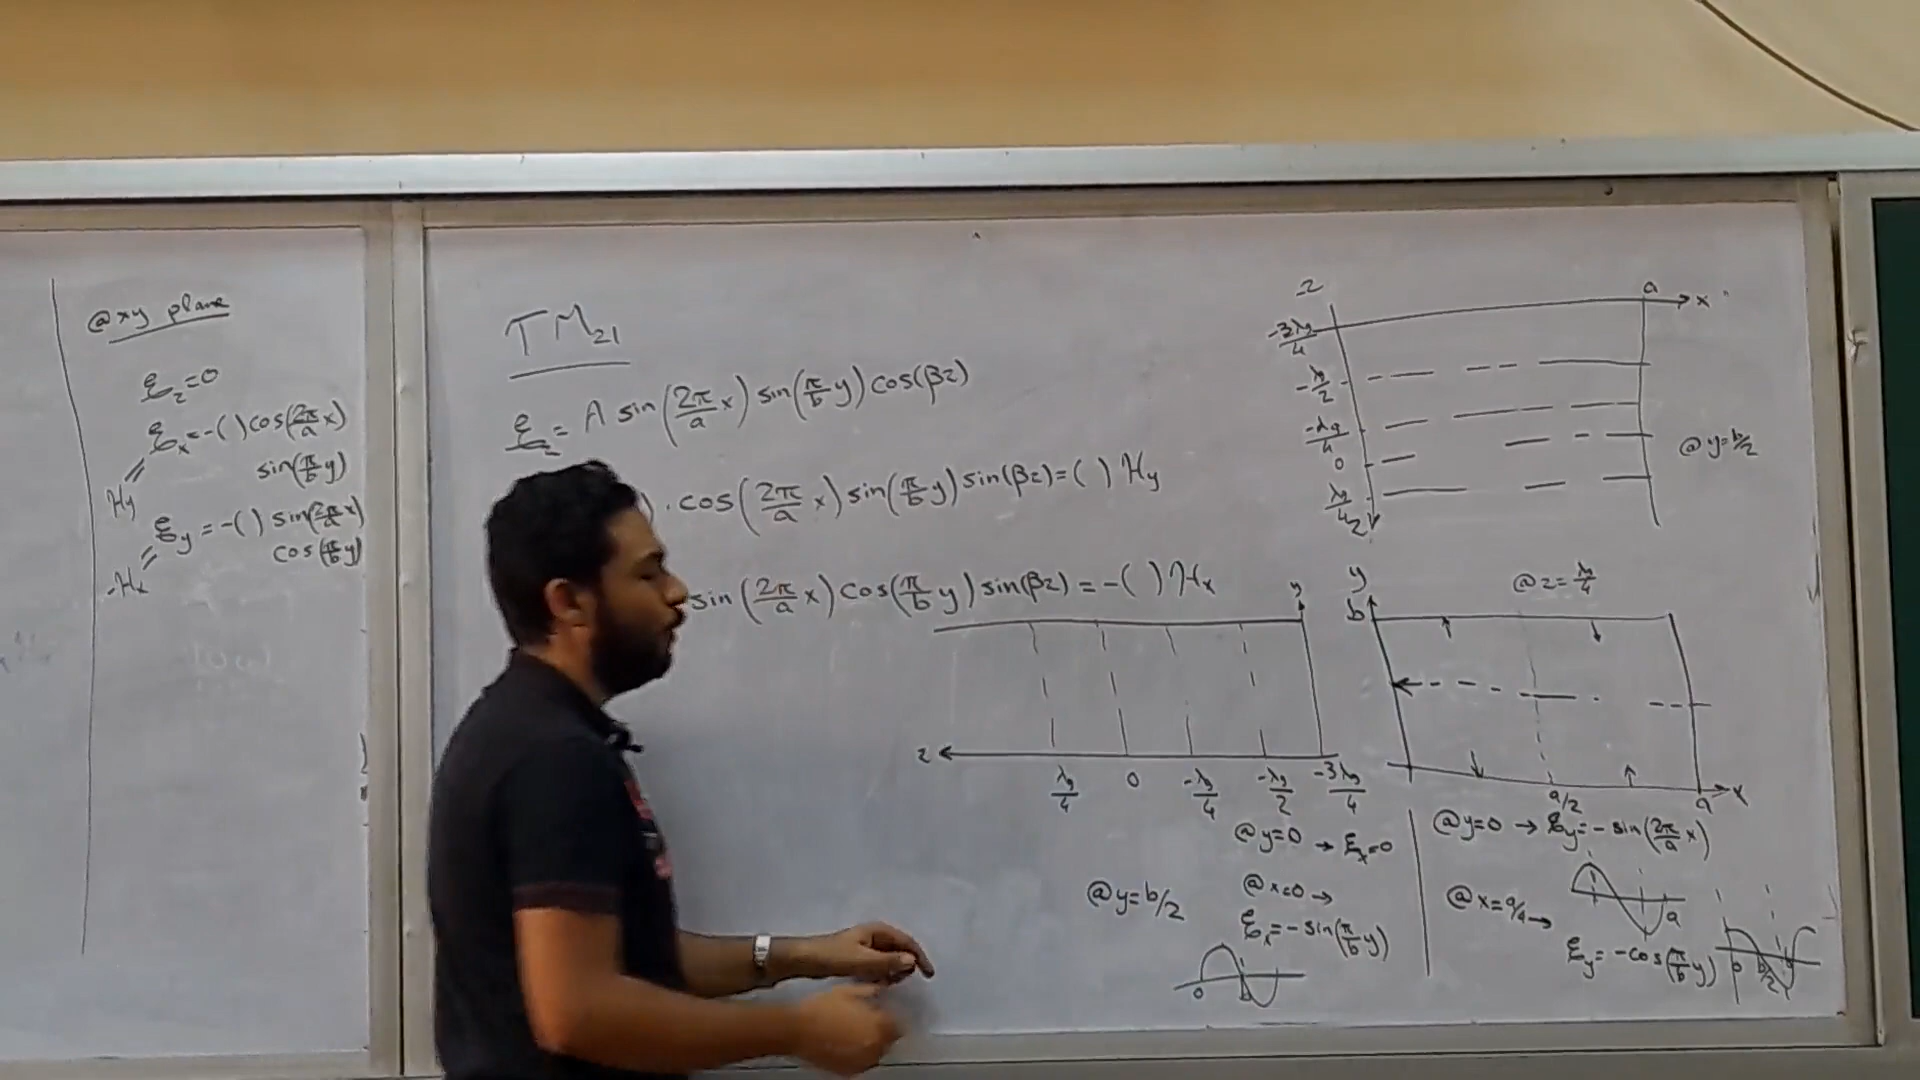 @ xy plane
ℰz=0
ℰx=-( )cos(2π/a x)
sin(π/b y)
Hy
ℰy=-( ) sin(2π/a x)
cos(π/b y)
-Hx
TM21
ℰz= A sin(2π/a x) sin(π/b y) cos(βz)
). cos(2π/a x) sin(π/b y) sin(βz)=( ) Hy
sin(2π/a x) cos(π/b y) sin(βz) = -( ) Hx
y
z
λg/4 0 -λg/4 -λg/2 -3λg/4
@ y=b/2
@ y=0 → ℰx=0
@ x=0 →
ℰx=-sin(π/b y)
0 b
-z
a
x
-3λg/4
-λg/2
-λg/4
0
λg/4
z
@ y=b/2
y
b
@ z=λg/4
a/2
a
x
@ y=0 → ℰy=-sin(2π/a x)
a
@ x=a/4 →
ℰy=-cos(π/b y)
0 b/2